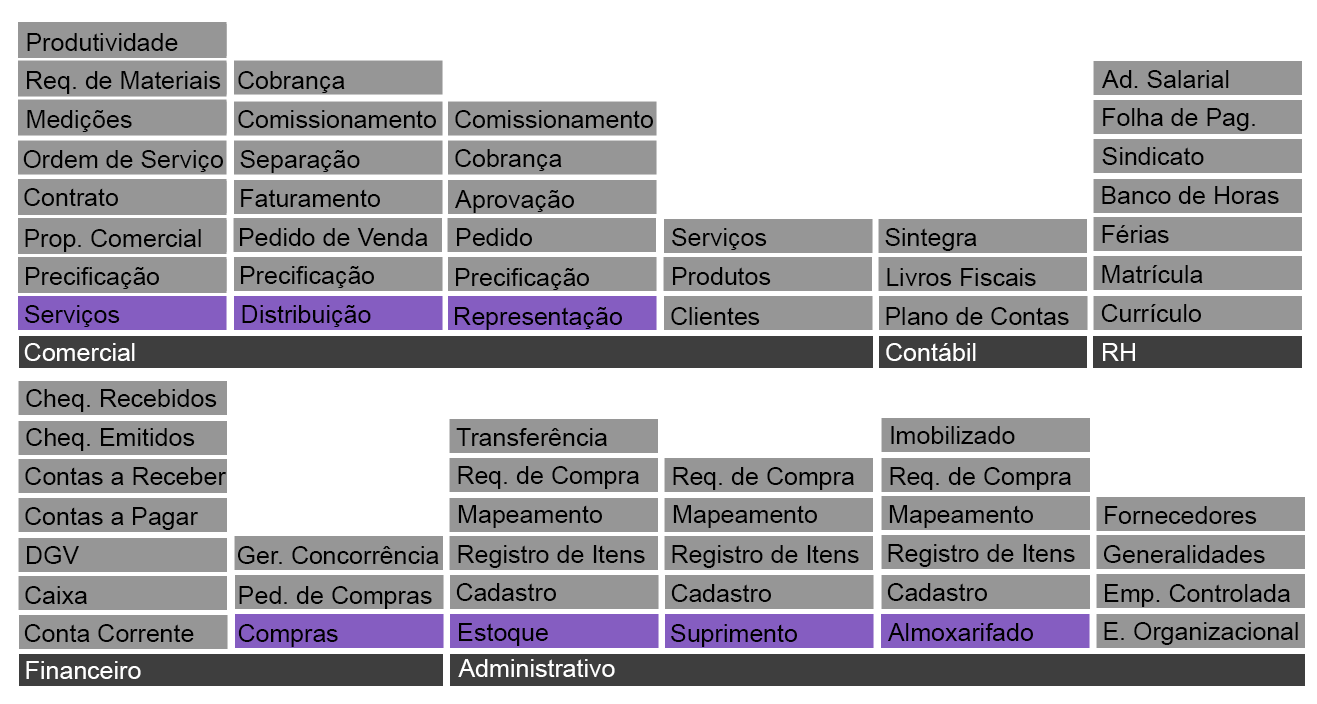 Produtividade
Req. de Materiais Cobrança Ad. Salarial
Medições Comissionamento Comissionamento Folha de Pag.
Ordem de Serviço Separação Cobrança Sindicato
Contrato Faturamento Aprovação Banco de Horas
Prop. Comercial Pedido de Venda Pedido Serviços Sintegra Férias
Precificação Precificação Precificação Produtos Livros Fiscais Matrícula
Serviços Distribuição Representação Clientes Plano de Contas Currículo
Comercial Contábil RH
Cheq. Recebidos
Cheq. Emitidos Transferência Imobilizado
Contas a Receber Req. de Compra Req. de Compra Req. de Compra
Contas a Pagar Mapeamento Mapeamento Mapeamento Fornecedores
DGV Ger. Concorrência Registro de Itens Registro de Itens Registro de Itens Generalidades
Caixa Ped. de Compras Cadastro Cadastro Cadastro Emp. Controlada
Conta Corrente Compras Estoque Suprimento Almoxarifado E. Organizacional
Financeiro Administrativo